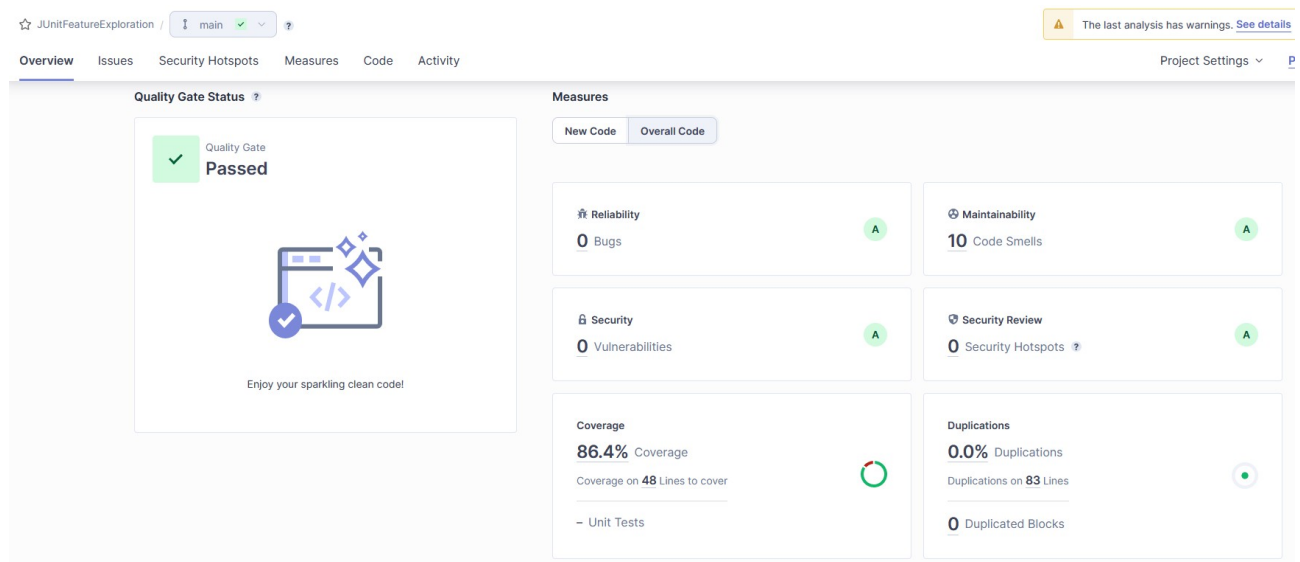 JUnitFeatureExploration / main ?
The last analysis has warnings. See details
Overview Issues Security Hotspots Measures Code Activity
Project Settings P
Quality Gate Status ?
Quality Gate
Passed
</>
Enjoy your sparkling clean code!
Measures
New Code Overall Code
Reliability
0 Bugs
A
Maintainability
10 Code Smells
A
Security
0 Vulnerabilities
A
Security Review
0 Security Hotspots ?
A
Coverage
86.4% Coverage
Coverage on 48 Lines to cover
– Unit Tests
Duplications
0.0% Duplications
Duplications on 83 Lines
0 Duplicated Blocks